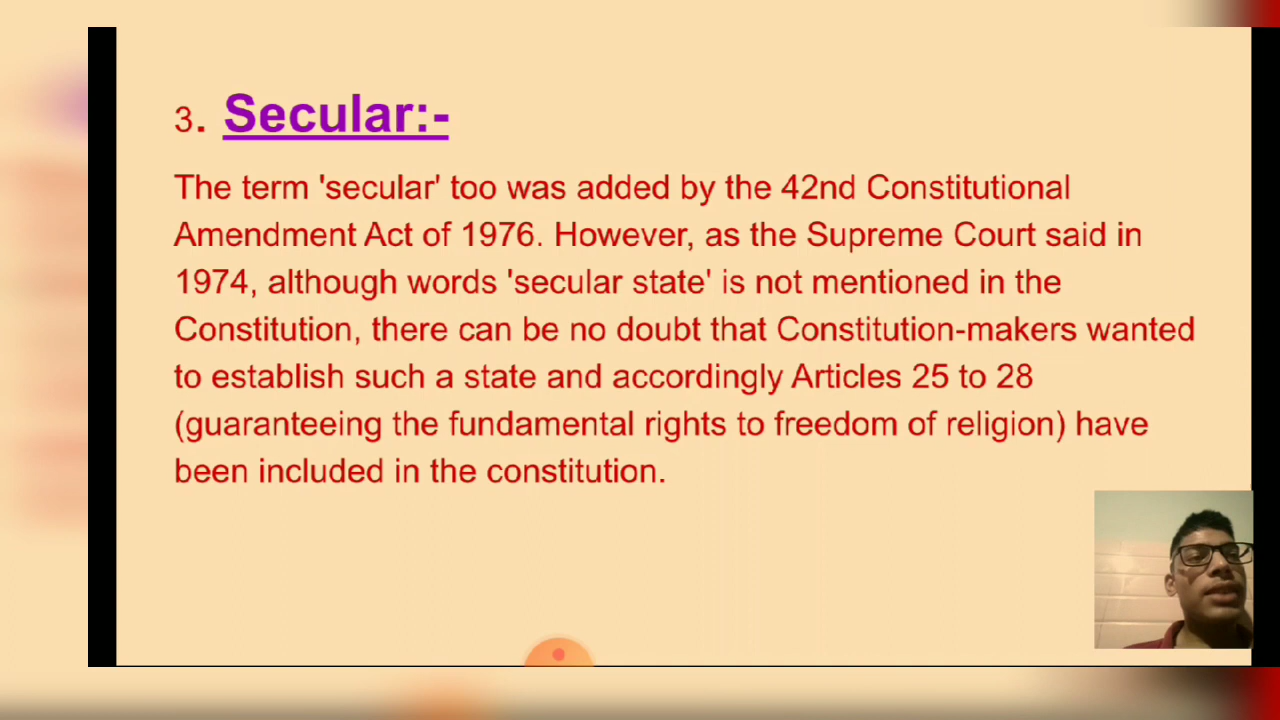 3. Secular:-
The term 'secular' too was added by the 42nd Constitutional
Amendment Act of 1976. However, as the Supreme Court said in
1974, although words 'secular state' is not mentioned in the
Constitution, there can be no doubt that Constitution-makers wanted
to establish such a state and accordingly Articles 25 to 28
(guaranteeing the fundamental rights to freedom of religion) have
been included in the constitution.